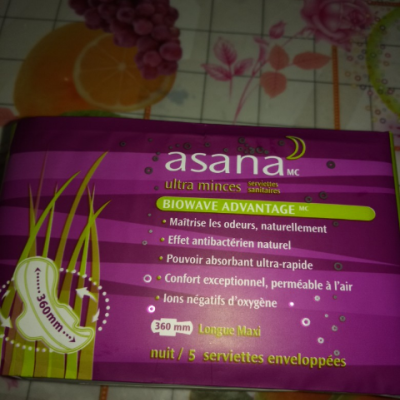 asana MC
ultra minces serviettes sanitaires
BIOWAVE ADVANTAGE MC
• Maîtrise les odeurs, naturellement
• Effet antibactérien naturel
• Pouvoir absorbant ultra-rapide
• Confort exceptionnel, perméable à l'air
• Ions négatifs d'oxygène
360mm
360 mm Longue Maxi
nuit / 5 serviettes enveloppées